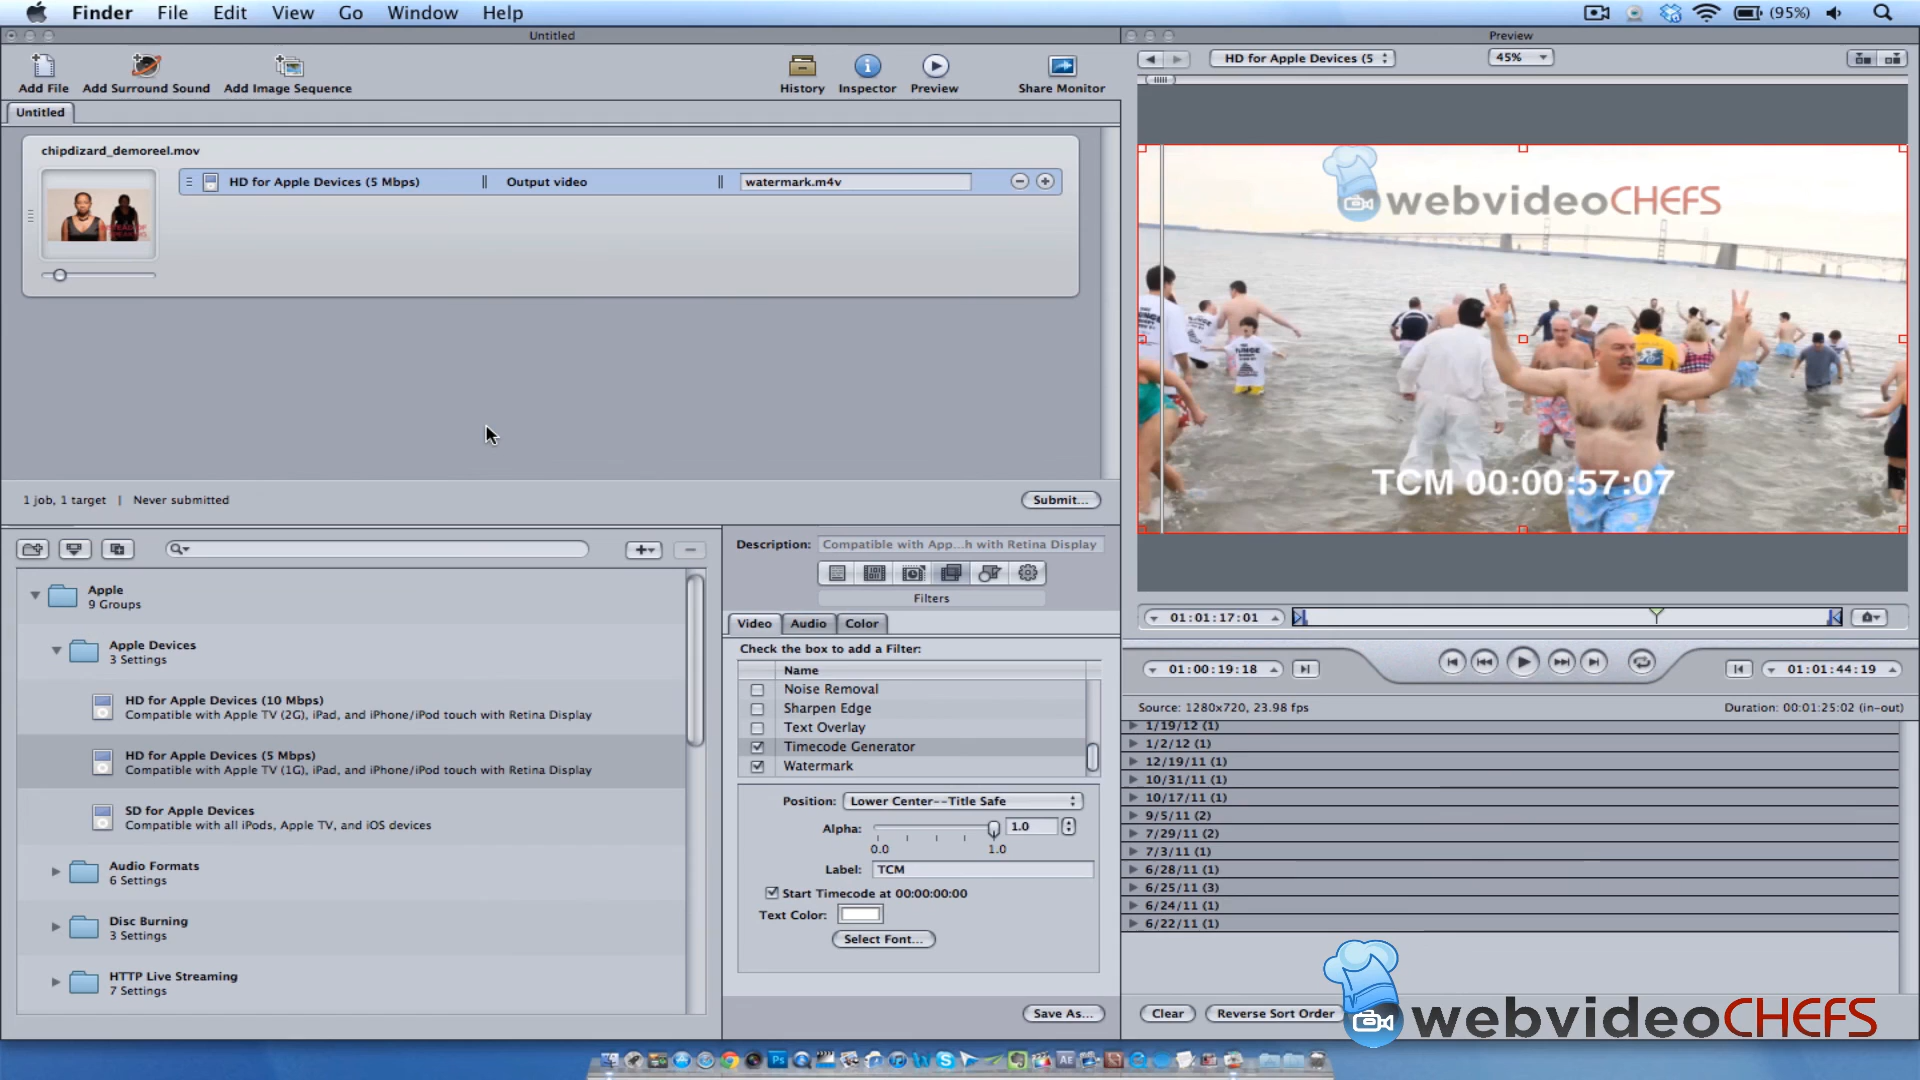 Finder File Edit View Go Window Help
(95%)
Untitled
Add File Add Surround Sound Add Image Sequence History Inspector Preview Share Monitor
Untitled
chipdizard_demoreel.mov
HD for Apple Devices (5 Mbps) Output video watermark.m4v
1 job, 1 target | Never submitted
Submit...
Apple
9 Groups
Apple Devices
3 Settings
HD for Apple Devices (10 Mbps)
Compatible with Apple TV (2G), iPad, and iPhone/iPod touch with Retina Display
HD for Apple Devices (5 Mbps)
Compatible with Apple TV (1G), iPad, and iPhone/iPod touch with Retina Display
SD for Apple Devices
Compatible with all iPods, Apple TV, and iOS devices
Audio Formats
6 Settings
Disc Burning
3 Settings
HTTP Live Streaming
7 Settings
Description: Compatible with App...h with Retina Display
Filters
Video Audio Color
Check the box to add a Filter:
Name
Noise Removal
Sharpen Edge
Text Overlay
Timecode Generator
Watermark
Position: Lower Center--Title Safe
Alpha: 1.0
0.0 1.0
Label: TCM
Start Timecode at 00:00:00:00
Text Color:
Select Font...
Save As...
Preview
HD for Apple Devices (5
45%
webvideoCHEFS
TCM 00:00:57:07
01:01:17:01
01:00:19:18
01:01:44:19
Source: 1280x720, 23.98 fps
Duration: 00:01:25:02 (in-out)
1/19/12 (1)
1/2/12 (1)
12/19/11 (1)
10/31/11 (1)
10/17/11 (1)
9/5/11 (2)
7/29/11 (2)
7/3/11 (1)
6/28/11 (1)
6/25/11 (3)
6/24/11 (1)
6/22/11 (1)
Clear Reverse Sort Order
webvideoCHEFS
Ps
AE